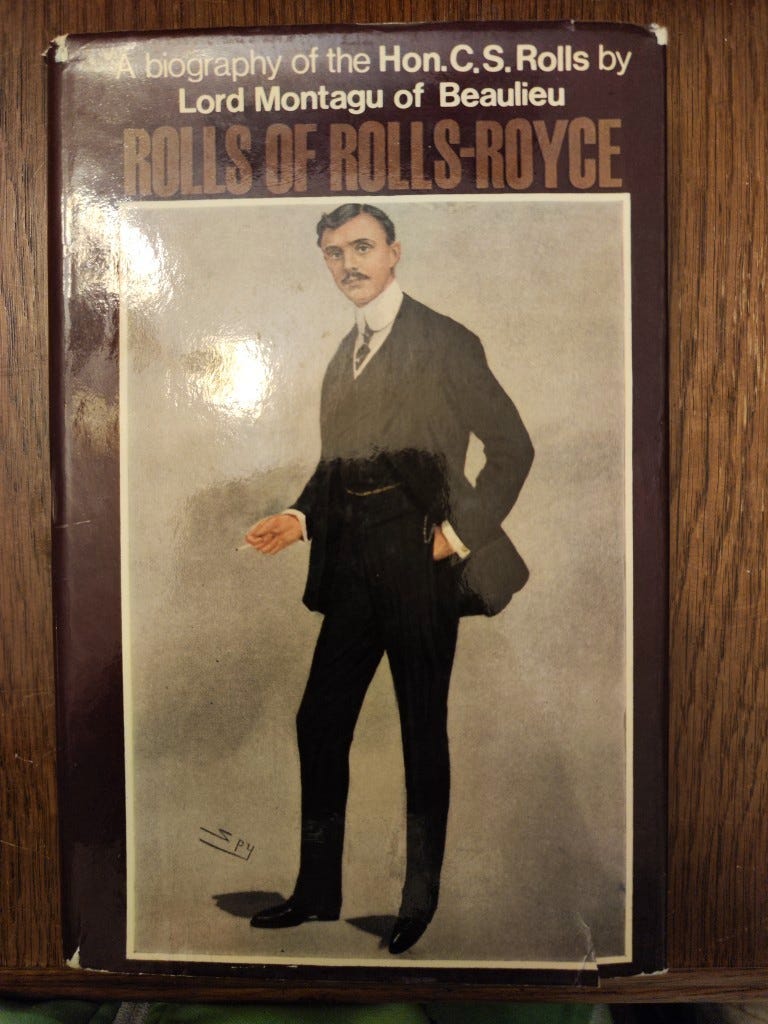 A biography of the Hon. C. S. Rolls by
Lord Montagu of Beaulieu
ROLLS OF ROLLS-ROYCE
Spy